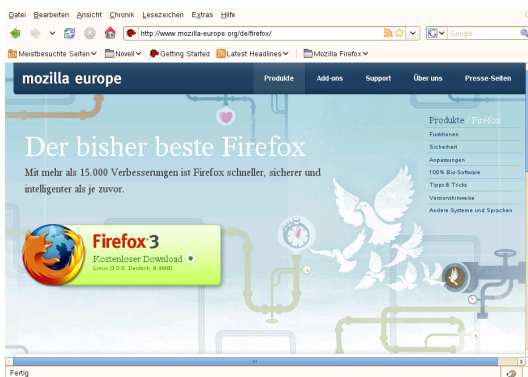 Datei Bearbeiten Ansicht Chronik Lesezeichen Extras Hilfe
http://www.mozilla-europe.org/de/firefox/
Google
Meistbesuchte Seiten Novell Getting Started Latest Headlines Mozilla Firefox
mozilla europe Produkte Add-ons Support Über uns Presse-Seiten
Produkte / Firefox
Funktionen
Sicherheit
Anpassungen
100% Bio-Software
Tipps & Tricks
Versionshinweise
Andere Systeme und Sprachen
Der bisher beste Firefox
Mit mehr als 15.000 Verbesserungen ist Firefox schneller, sicherer und
intelligenter als je zuvor.
Firefox 3
Kostenloser Download
Linux (3.0.5, Deutsch, 8.4MB)
Fertig